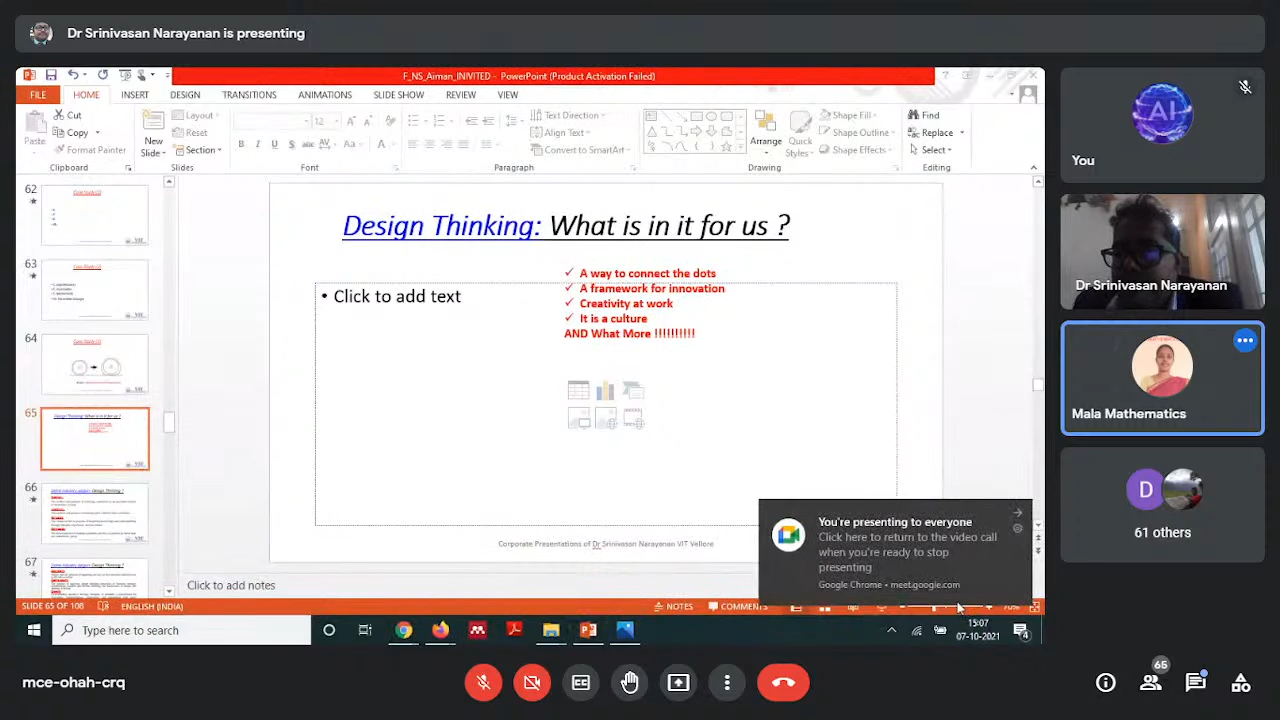 Dr Srinivasan Narayanan is presenting
F_NS_Aiman_INIVITED - PowerPoint (Product Activation Failed)
FILE HOME INSERT DESIGN TRANSITIONS ANIMATIONS SLIDE SHOW REVIEW VIEW
Paste
Cut
Copy
Format Painter
Clipboard
New
Slide
Layout
Reset
Section
Slides
12
Font
Paragraph
Text Direction
Align Text
Convert to SmartArt
Arrange
Quick
Styles
Shape Fill
Shape Outline
Shape Effects
Drawing
Find
Replace
Select
Editing
62
63
64
65
66
67
Design Thinking: What is in it for us ?
• Click to add text
✓ A way to connect the dots
✓ A framework for innovation
✓ Creativity at work
✓ It is a culture
AND What More !!!!!!!!!!
Corporate Presentations of Dr Srinivasan Narayanan VIT Vellore
Click to add notes
You're presenting to everyone
Click here to return to the video call
when you're ready to stop
presenting
Google Chrome • meet.google.com
SLIDE 65 OF 108 ENGLISH (INDIA) NOTES COMMENTS 70%
Type here to search
15:07
07-10-2021
4
AI
You
Dr Srinivasan Narayanan
Mala Mathematics
D
61 others
mce-ohah-crq
65